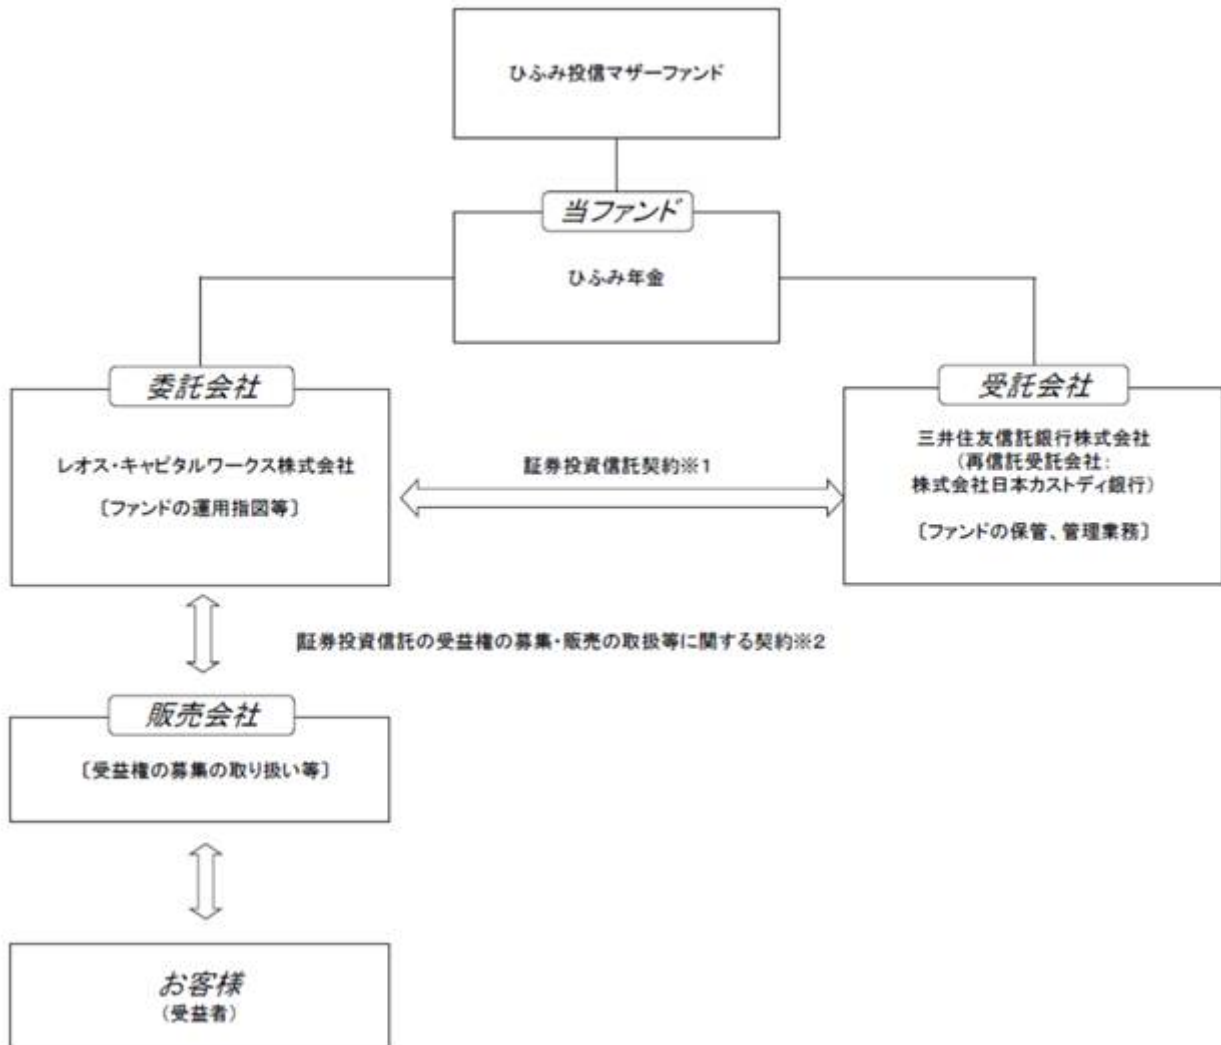 ひふみ投信マザーファンド
当ファンド
ひふみ年金
委託会社
レオス・キャピタルワークス株式会社
〔ファンドの運用指図等〕
証券投資信託契約※1
受託会社
三井住友信託銀行株式会社
（再信託受託会社：
株式会社日本カストディ銀行）
〔ファンドの保管、管理業務〕
証券投資信託の受益権の募集・販売の取扱等に関する契約※2
販売会社
〔受益権の募集の取り扱い等〕
お客様
（受益者）